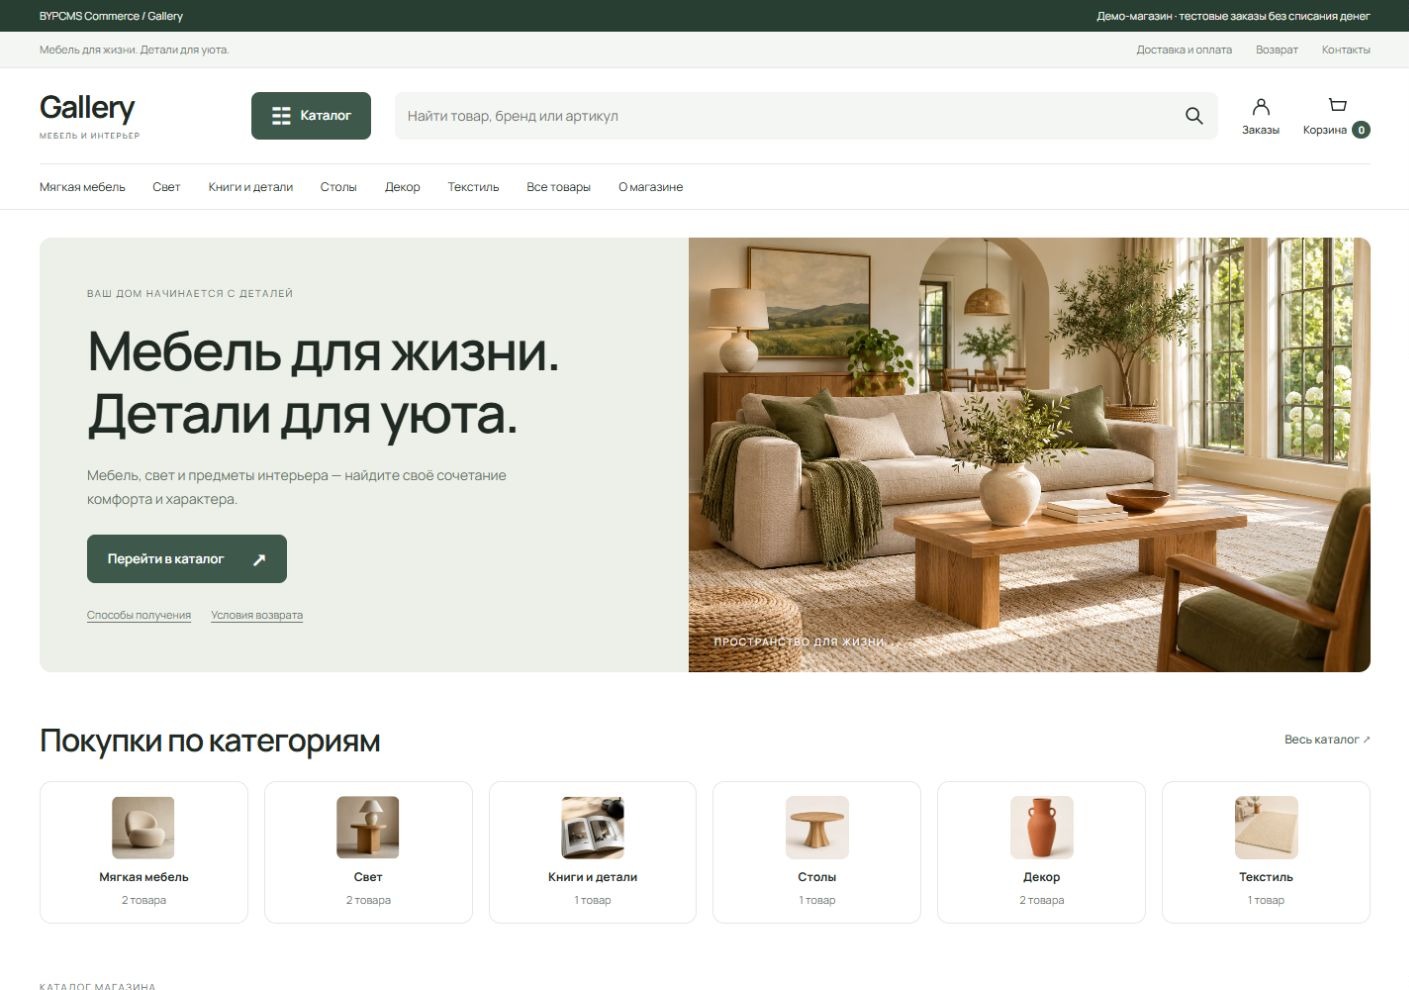 BYPCMS Commerce / Gallery
Демо-магазин · тестовые заказы без списания денег
Мебель для жизни. Детали для уюта.
Доставка и оплата
Возврат
Контакты
Gallery
МЕБЕЛЬ И ИНТЕРЬЕР
Каталог
Найти товар, бренд или артикул
Заказы
Корзина 0
Мягкая мебель
Свет
Книги и детали
Столы
Декор
Текстиль
Все товары
О магазине
ВАШ ДОМ НАЧИНАЕТСЯ С ДЕТАЛЕЙ
Мебель для жизни.
Детали для уюта.
Мебель, свет и предметы интерьера — найдите своё сочетание
комфорта и характера.
Перейти в каталог ↗
Способы получения
Условия возврата
ПРОСТРАНСТВО ДЛЯ ЖИЗНИ
Покупки по категориям
Весь каталог ↗
Мягкая мебель
2 товара
Свет
2 товара
Книги и детали
1 товар
Столы
1 товар
Декор
2 товара
Текстиль
1 товар
КАТАЛОГ МАГАЗИНА